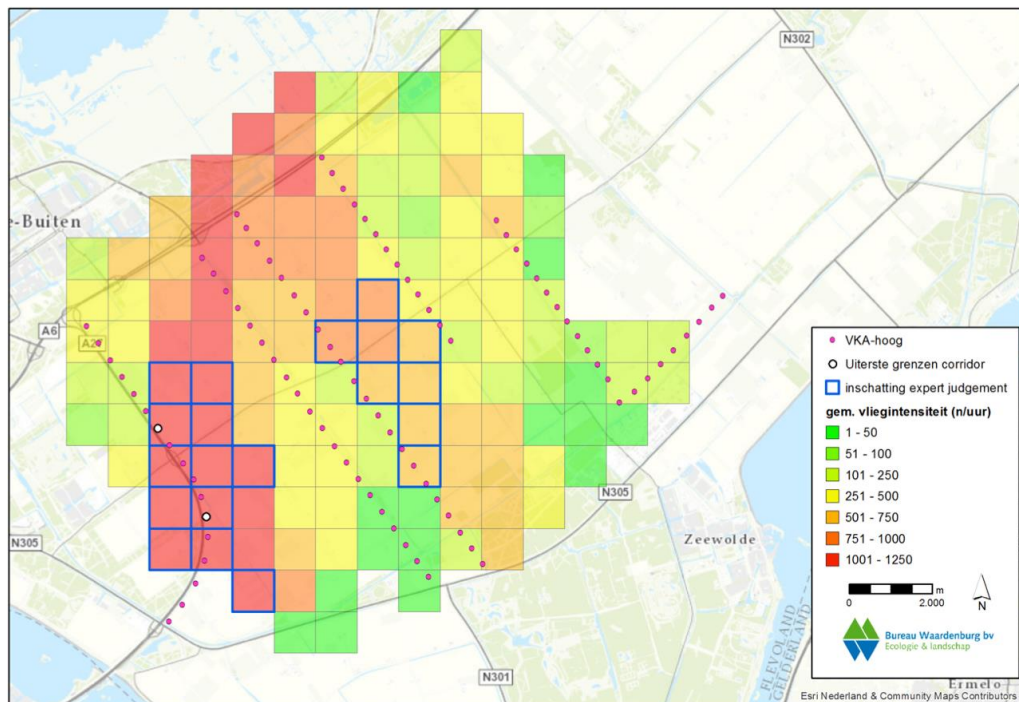 N302
e-Buiten
A6
A27
VKA-hoog
Uiterste grenzen corridor
inschatting expert judgement
gem. vliegintensiteit (n/uur)
1 - 50
51 - 100
101 - 250
251 - 500
501 - 750
751 - 1000
1001 - 1250
0 2.000 m
N
Bureau Waardenburg bv
Ecologie & landschap
N305
N305
Zeewolde
N301
FLEVOLAND
GELDERLAND
Ermelo
Esri Nederland & Community Maps Contributors